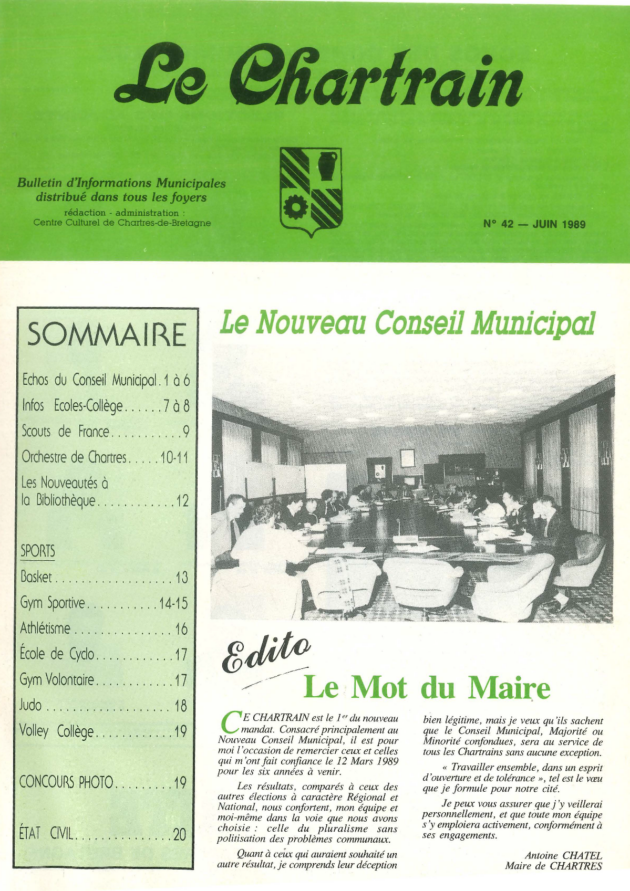 Le Chartrain
Bulletin d'Informations Municipales
distribué dans tous les foyers
rédaction - administration :
Centre Culturel de Chartres-de-Bretagne
N° 42 — JUIN 1989
SOMMAIRE
Echos du Conseil Municipal. 1 à 6
Infos Ecoles-Collège......7 à 8
Scouts de France..........9
Orchestre de Chartres.....10-11
Les Nouveautés à
la Bibliothèque...........12
SPORTS
Basket....................13
Gym Sportive...........14-15
Athlétisme................16
École de Cyclo............17
Gym Volontaire............17
Judo......................18
Volley Collège............19
CONCOURS PHOTO............19
ÉTAT CIVIL................20
Le Nouveau Conseil Municipal
Edito
Le Mot du Maire
CE CHARTRAIN est le 1er du nouveau
mandat. Consacré principalement au
Nouveau Conseil Municipal, il est pour
moi l'occasion de remercier ceux et celles
qui m'ont fait confiance le 12 Mars 1989
pour les six années à venir.
Les résultats, comparés à ceux des
autres élections à caractère Régional et
National, nous confortent, mon équipe et
moi-même dans la voie que nous avons
choisie : celle du pluralisme sans
politisation des problèmes communaux.
Quant à ceux qui auraient souhaité un
autre résultat, je comprends leur déception
bien légitime, mais je veux qu'ils sachent
que le Conseil Municipal, Majorité ou
Minorité confondues, sera au service de
tous les Chartrains sans aucune exception.
« Travailler ensemble, dans un esprit
d'ouverture et de tolérance », tel est le vœu
que je formule pour notre cité.
Je peux vous assurer que j'y veillerai
personnellement, et que toute mon équipe
s'y emploiera activement, conformément à
ses engagements.
Antoine CHATEL
Maire de CHARTRES